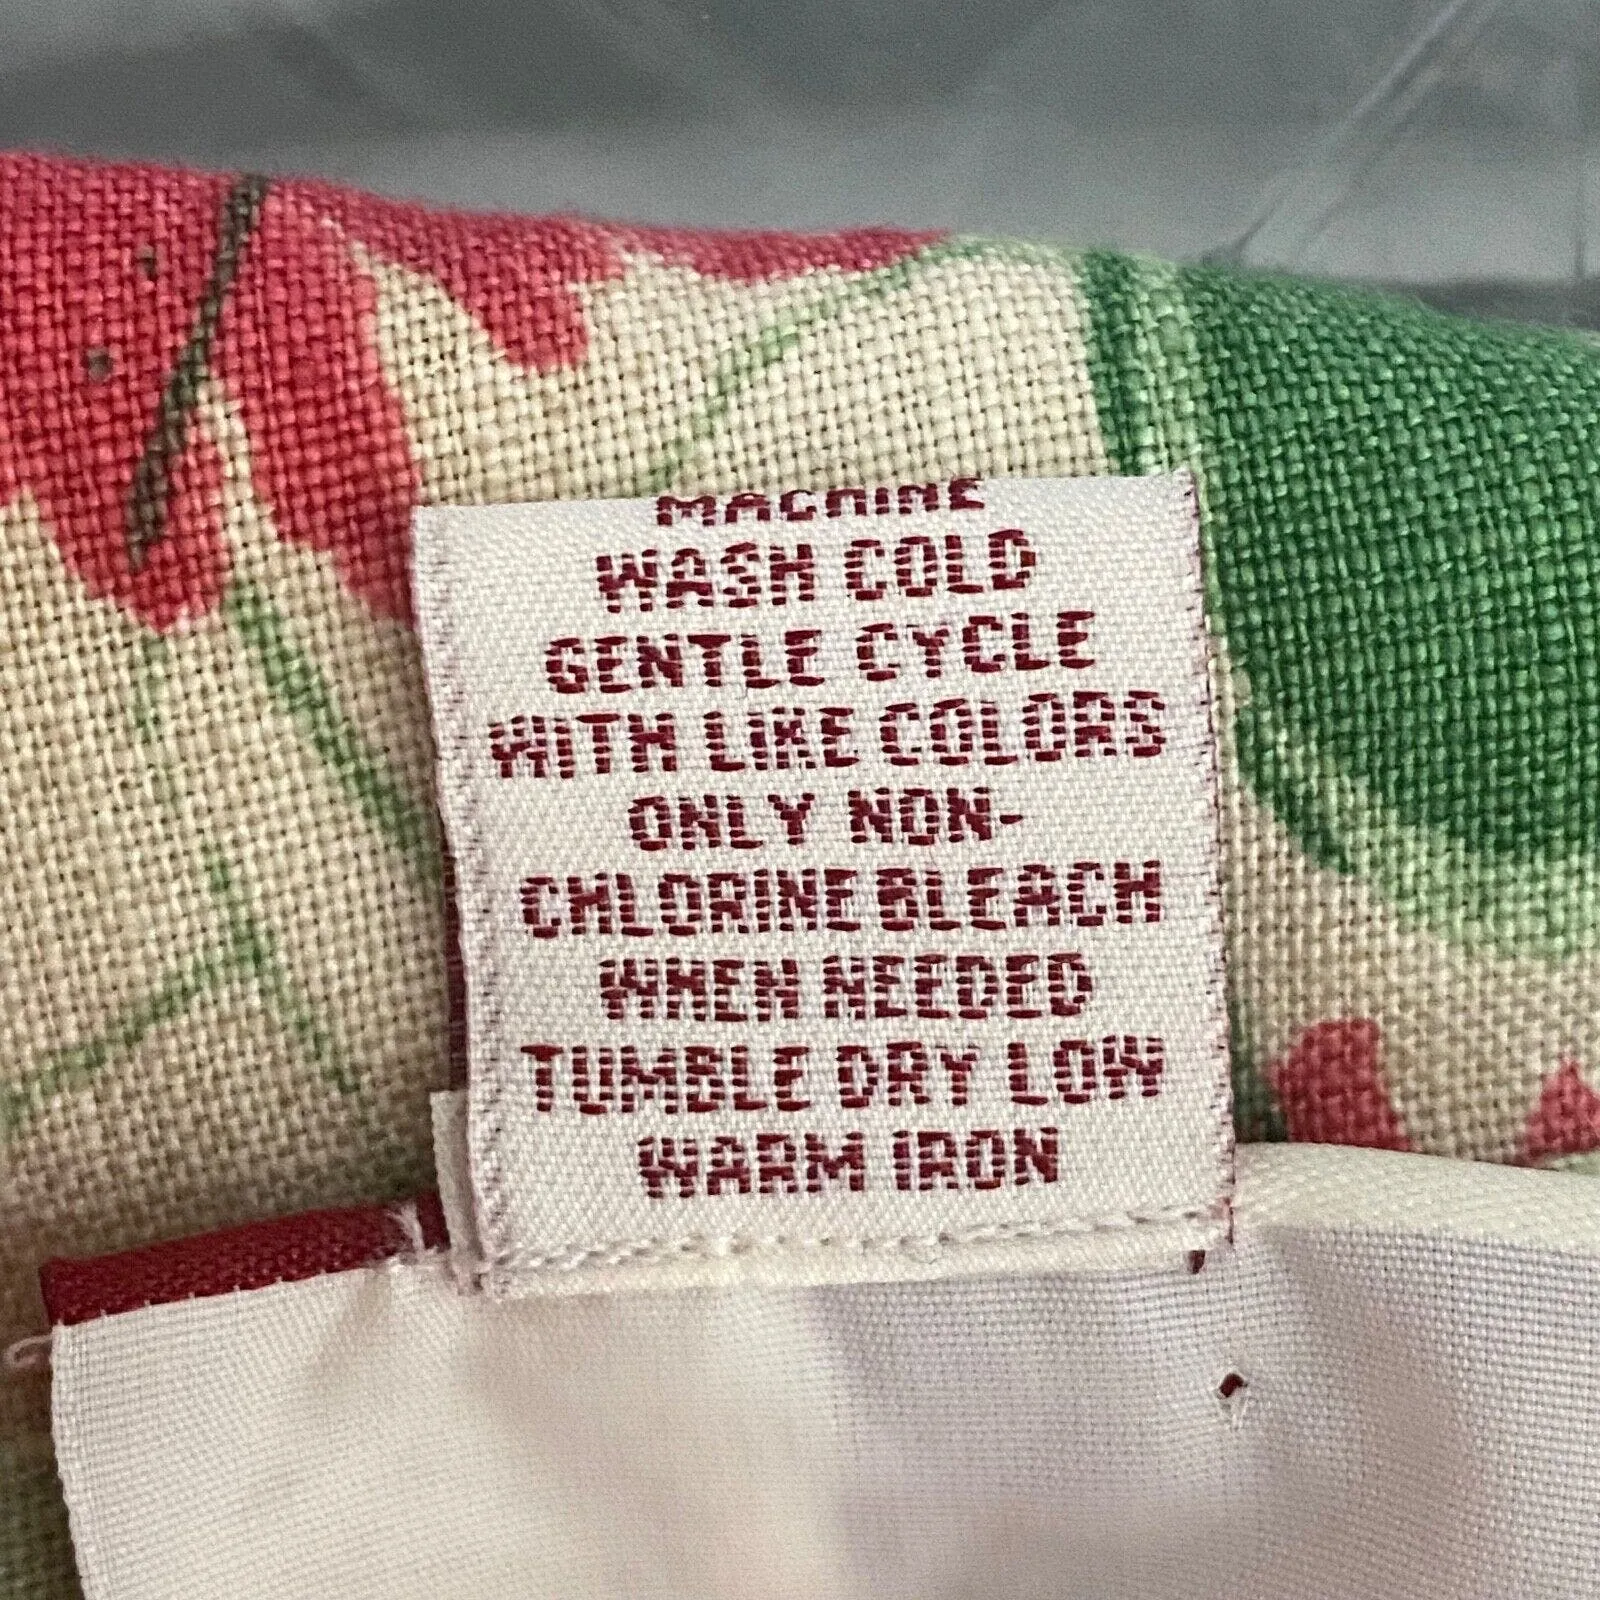 MACHINE
WASH COLD
GENTLE CYCLE
WITH LIKE COLORS
ONLY NON-
CHLORINE BLEACH
WHEN NEEDED
TUMBLE DRY LOW
WARM IRON